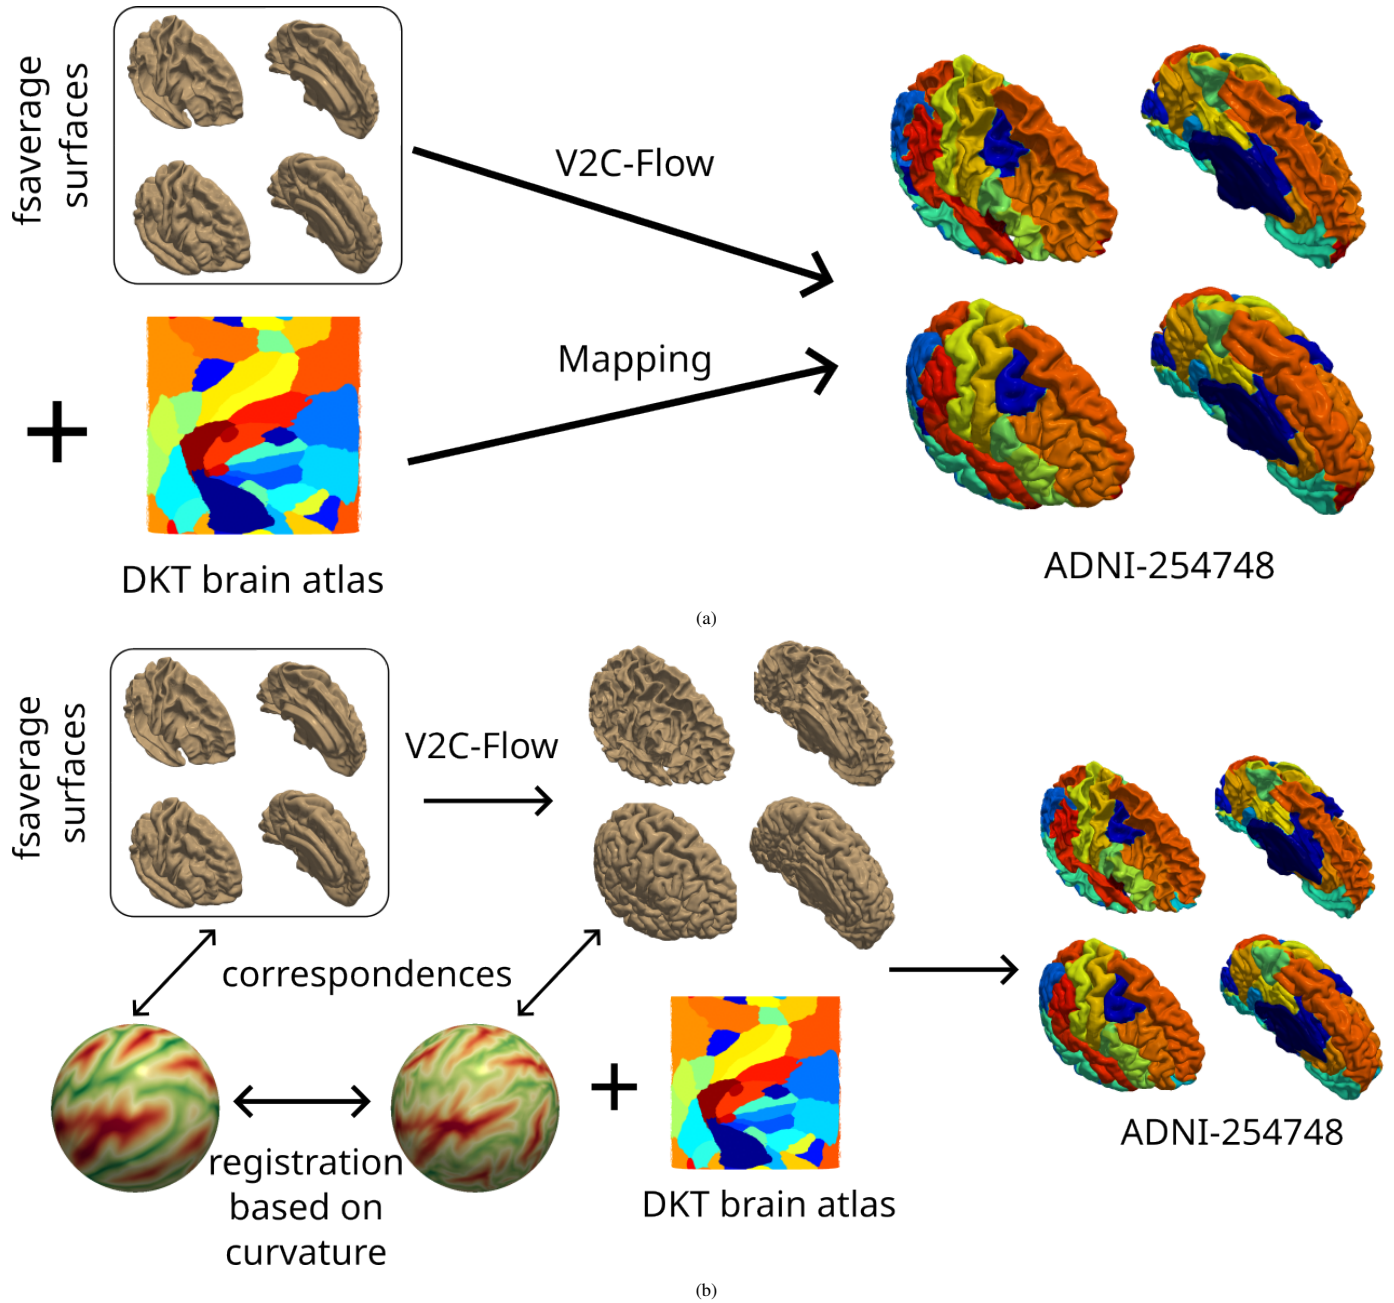 fsaverage
surfaces
V2C-Flow
Mapping
+
DKT brain atlas
ADNI-254748
(a)
fsaverage
surfaces
V2C-Flow
correspondences
registration
based on
curvature
+
DKT brain atlas
ADNI-254748
(b)